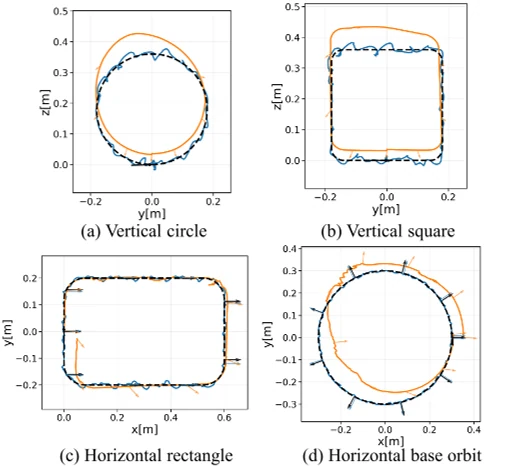 0.5
0.4
0.3
0.2
0.1
0.0
z[m]
−0.2 0.0 0.2
y[m]
(a) Vertical circle
0.5
0.4
0.3
0.2
0.1
0.0
z[m]
−0.2 0.0 0.2
y[m]
(b) Vertical square
0.2
0.1
0.0
−0.1
−0.2
y[m]
0.0 0.2 0.4 0.6
x[m]
(c) Horizontal rectangle
0.4
0.3
0.2
0.1
0.0
−0.1
−0.2
−0.3
y[m]
−0.2 0.0 0.2 0.4
x[m]
(d) Horizontal base orbit